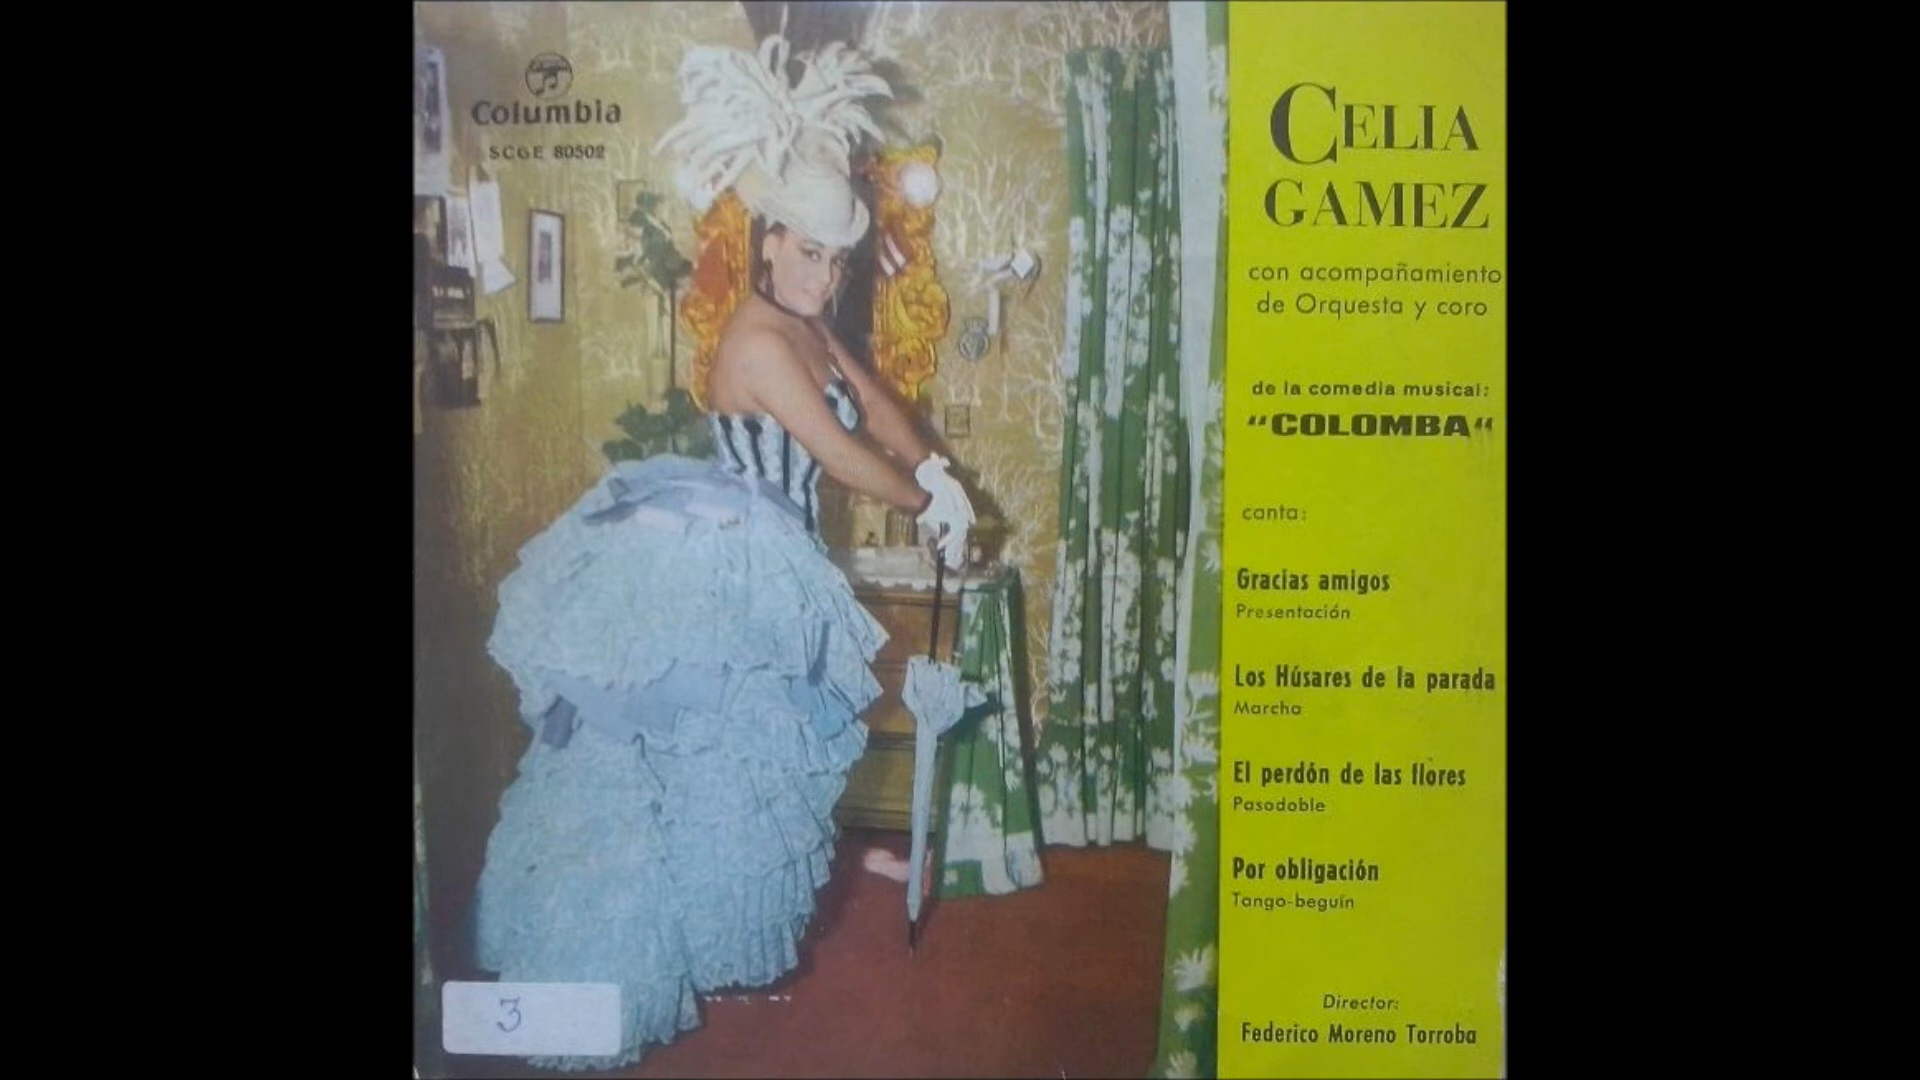 Columbia
SCGE 80502
CELIA
GAMEZ
con acompañamiento
de Orquesta y coro
de la comedia musical:
"COLOMBA"
canta:
Gracias amigos
Presentación
Los Húsares de la parada
Marcha
El perdón de las flores
Pasodoble
Por obligación
Tango-beguín
Director:
Federico Moreno Torroba
3